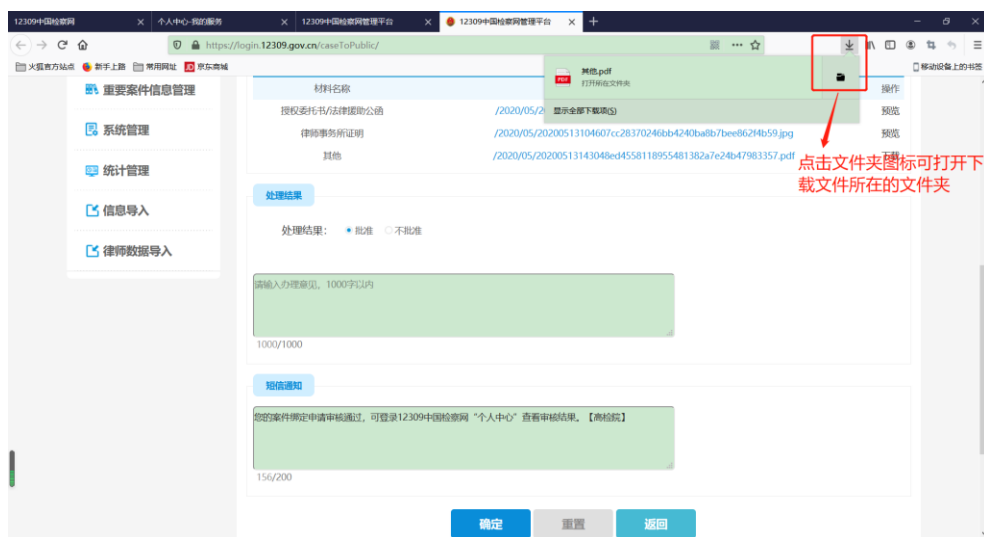 12309中国检察网
个人中心-我的服务
12309中国检察网管理平台
12309中国检察网管理平台
https://login.12309.gov.cn/caseToPublic/
火狐官方站点
新手上路
常用网址
JD 京东商城
移动设备上的书签
其他.pdf
打开所在文件夹
显示全部下载项(S)
重要案件信息管理
系统管理
统计管理
信息导入
律师数据导入
材料名称
操作
授权委托书/法律援助公函
/2020/05/2
预览
律师事务所证明
/2020/05/20200513104607cc28370246bb4240ba8b7bee862f4b59.jpg
预览
其他
/2020/05/20200513143048ed4558118955481382a7e24b47983357.pdf
下载
点击文件夹图标可打开下
载文件所在的文件夹
处理结果
处理结果：
批准
不批准
请输入办理意见，1000字以内
1000/1000
短信通知
您的案件绑定申请审核通过，可登录12309中国检察网“个人中心”查看审核结果。【高检院】
156/200
确定
重置
返回